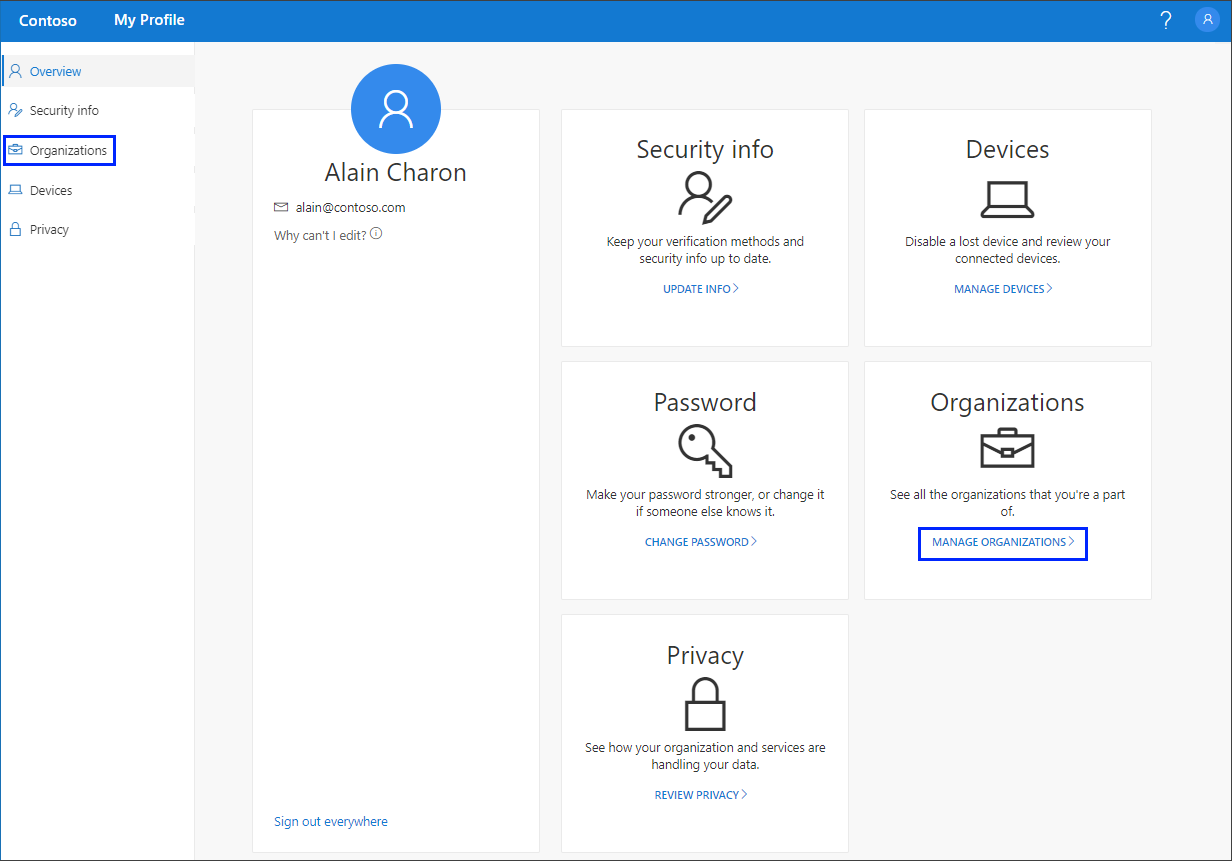 Contoso
My Profile
?
Overview
Security info
Organizations
Devices
Privacy
Alain Charon
alain@contoso.com
Why can't I edit?
Sign out everywhere
Security info
Keep your verification methods and
security info up to date.
UPDATE INFO
Devices
Disable a lost device and review your
connected devices.
MANAGE DEVICES
Password
Make your password stronger, or change it
if someone else knows it.
CHANGE PASSWORD
Organizations
See all the organizations that you're a part
of.
MANAGE ORGANIZATIONS
Privacy
See how your organization and services are
handling your data.
REVIEW PRIVACY